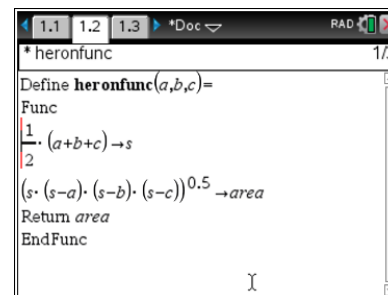 1.1 1.2 1.3 *Doc RAD
* heronfunc 1/
Define heronfunc(a,b,c)=
Func
1/2·(a+b+c)→s
(s·(s-a)·(s-b)·(s-c))^0.5→area
Return area
EndFunc